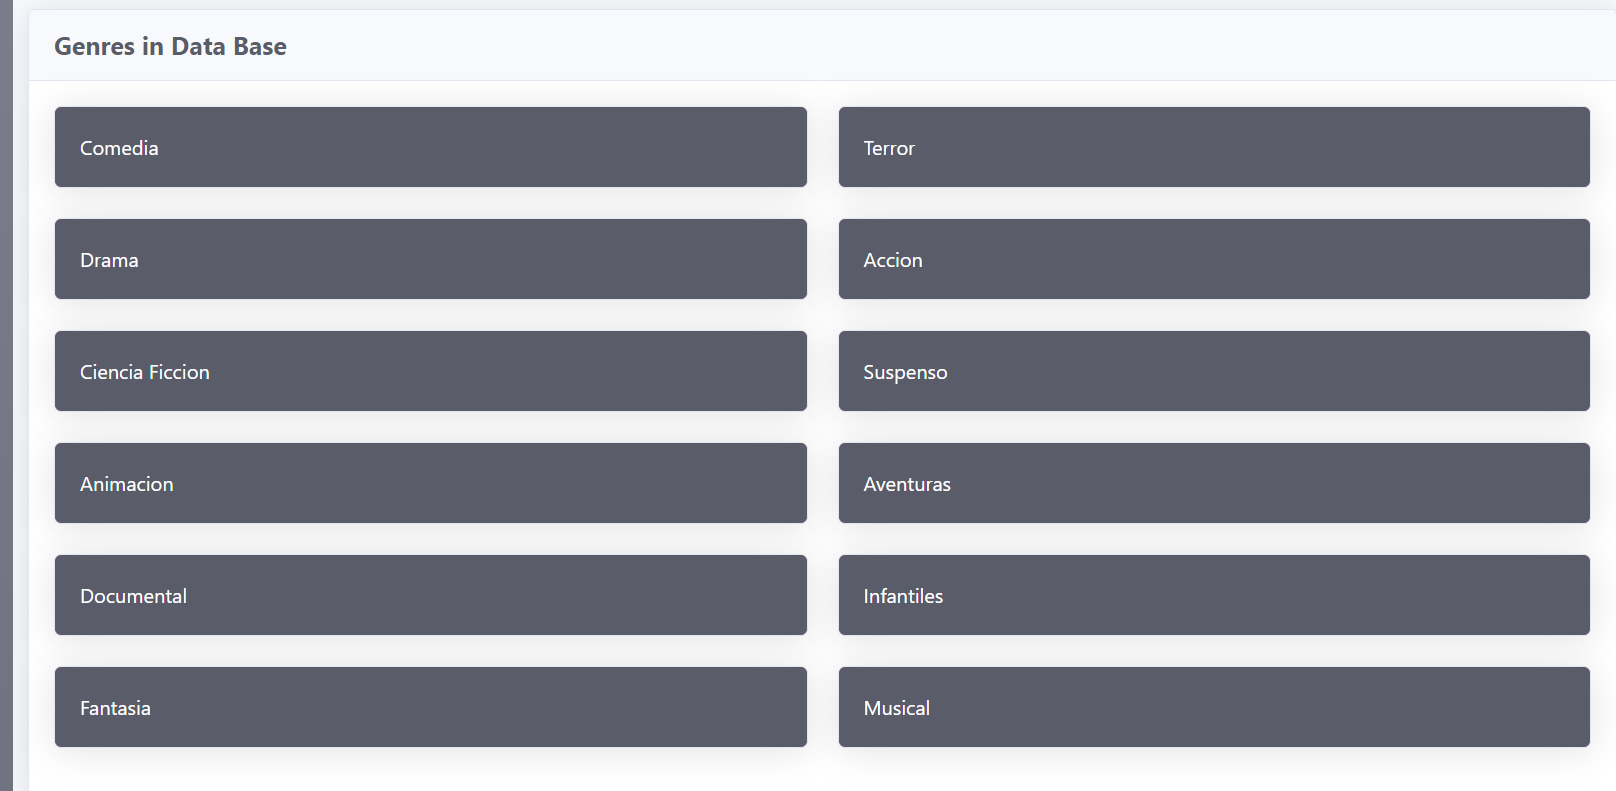 Genres in Data Base
Comedia
Terror
Drama
Accion
Ciencia Ficcion
Suspenso
Animacion
Aventuras
Documental
Infantiles
Fantasia
Musical